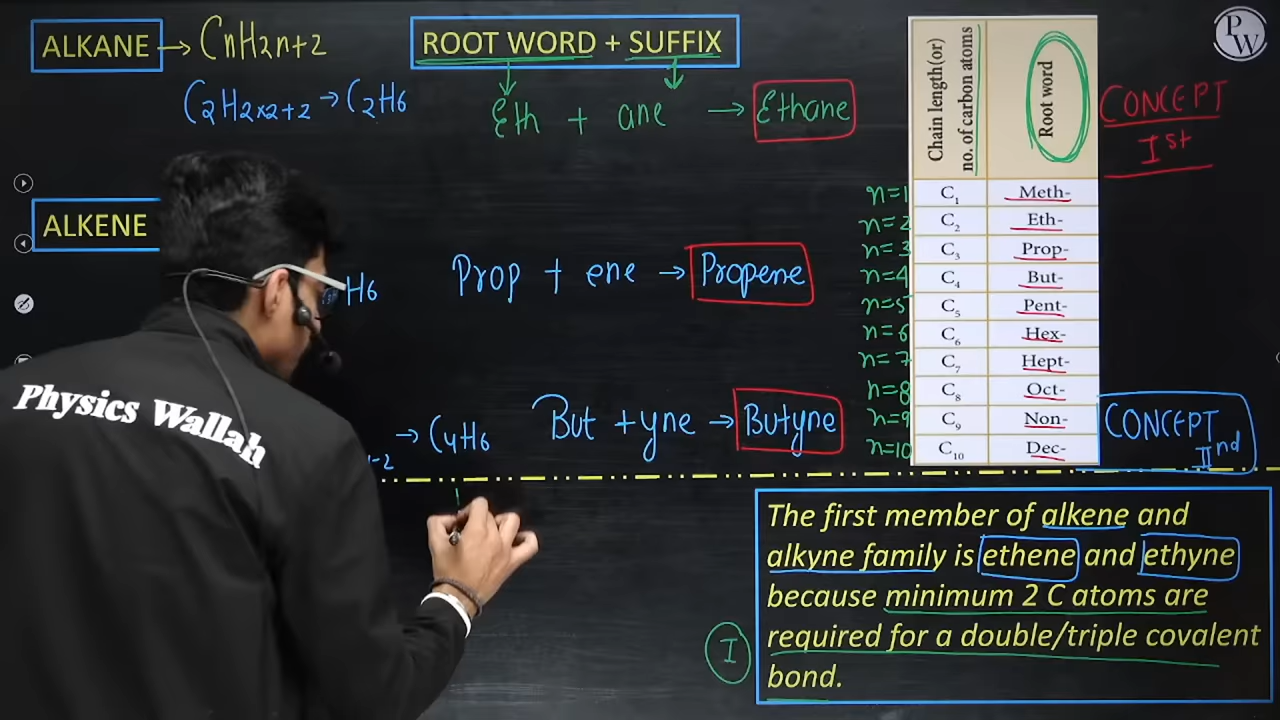 ALKANE → CnH2n+2
ROOT WORD + SUFFIX
C2H2×2+2 → C2H6
Eth + ane → Ethane
Chain length(or) no. of carbon atoms
Root word
CONCEPT
Ist
PW
n=1 C1 Meth-
n=2 C2 Eth-
n=3 C3 Prop-
n=4 C4 But-
n=5 C5 Pent-
n=6 C6 Hex-
n=7 C7 Hept-
n=8 C8 Oct-
n=9 C9 Non-
n=10 C10 Dec-
ALKENE
H6
Prop + ene → Propene
→ C4H6
But + yne → Butyne
CONCEPT
IInd
Physics Wallah
The first member of alkene and
alkyne family is ethene and ethyne
because minimum 2 C atoms are
required for a double/triple covalent
bond.
I